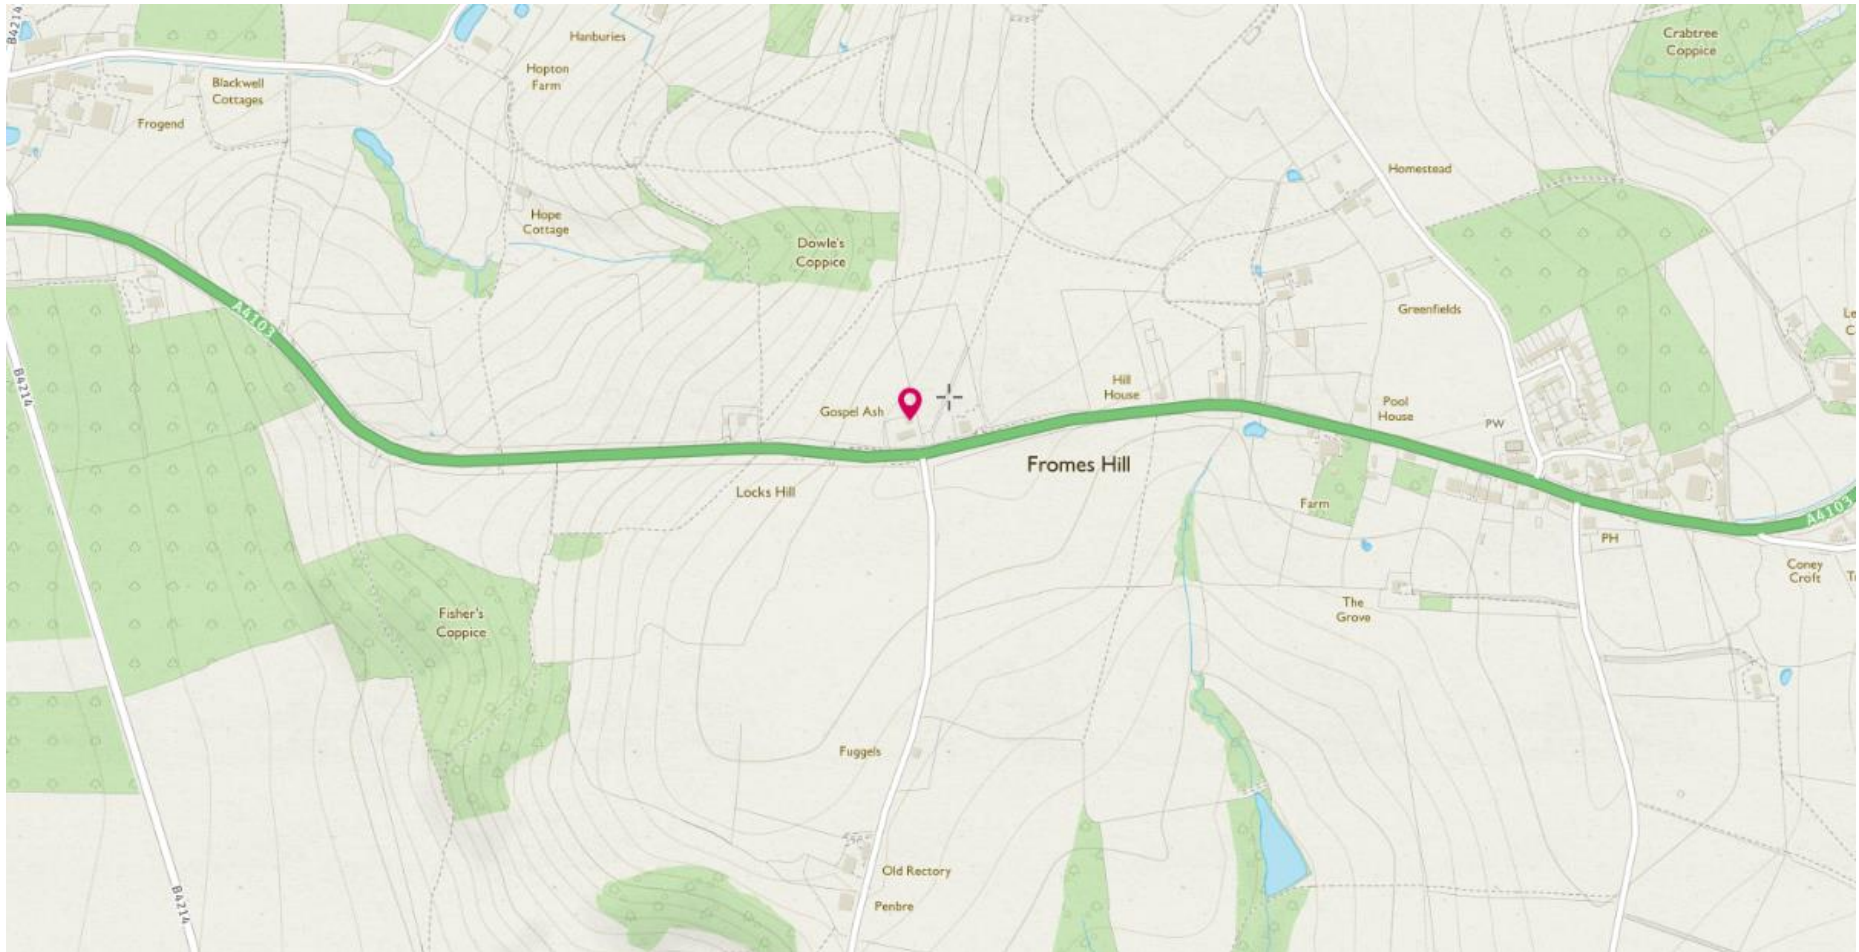 B4214
Hanburies
Crabtree
Coppice
Hopton
Farm
Blackwell
Cottages
Frogend
Homestead
Hope
Cottage
Dowle's
Coppice
A4103
Greenfields
Hill
House
Gospel Ash
Pool
House
PW
B4214
Fromes Hill
Locks Hill
Farm
A4103
PH
Coney
Croft
The
Grove
Fisher's
Coppice
Fuggels
Old Rectory
B4214
Penbre